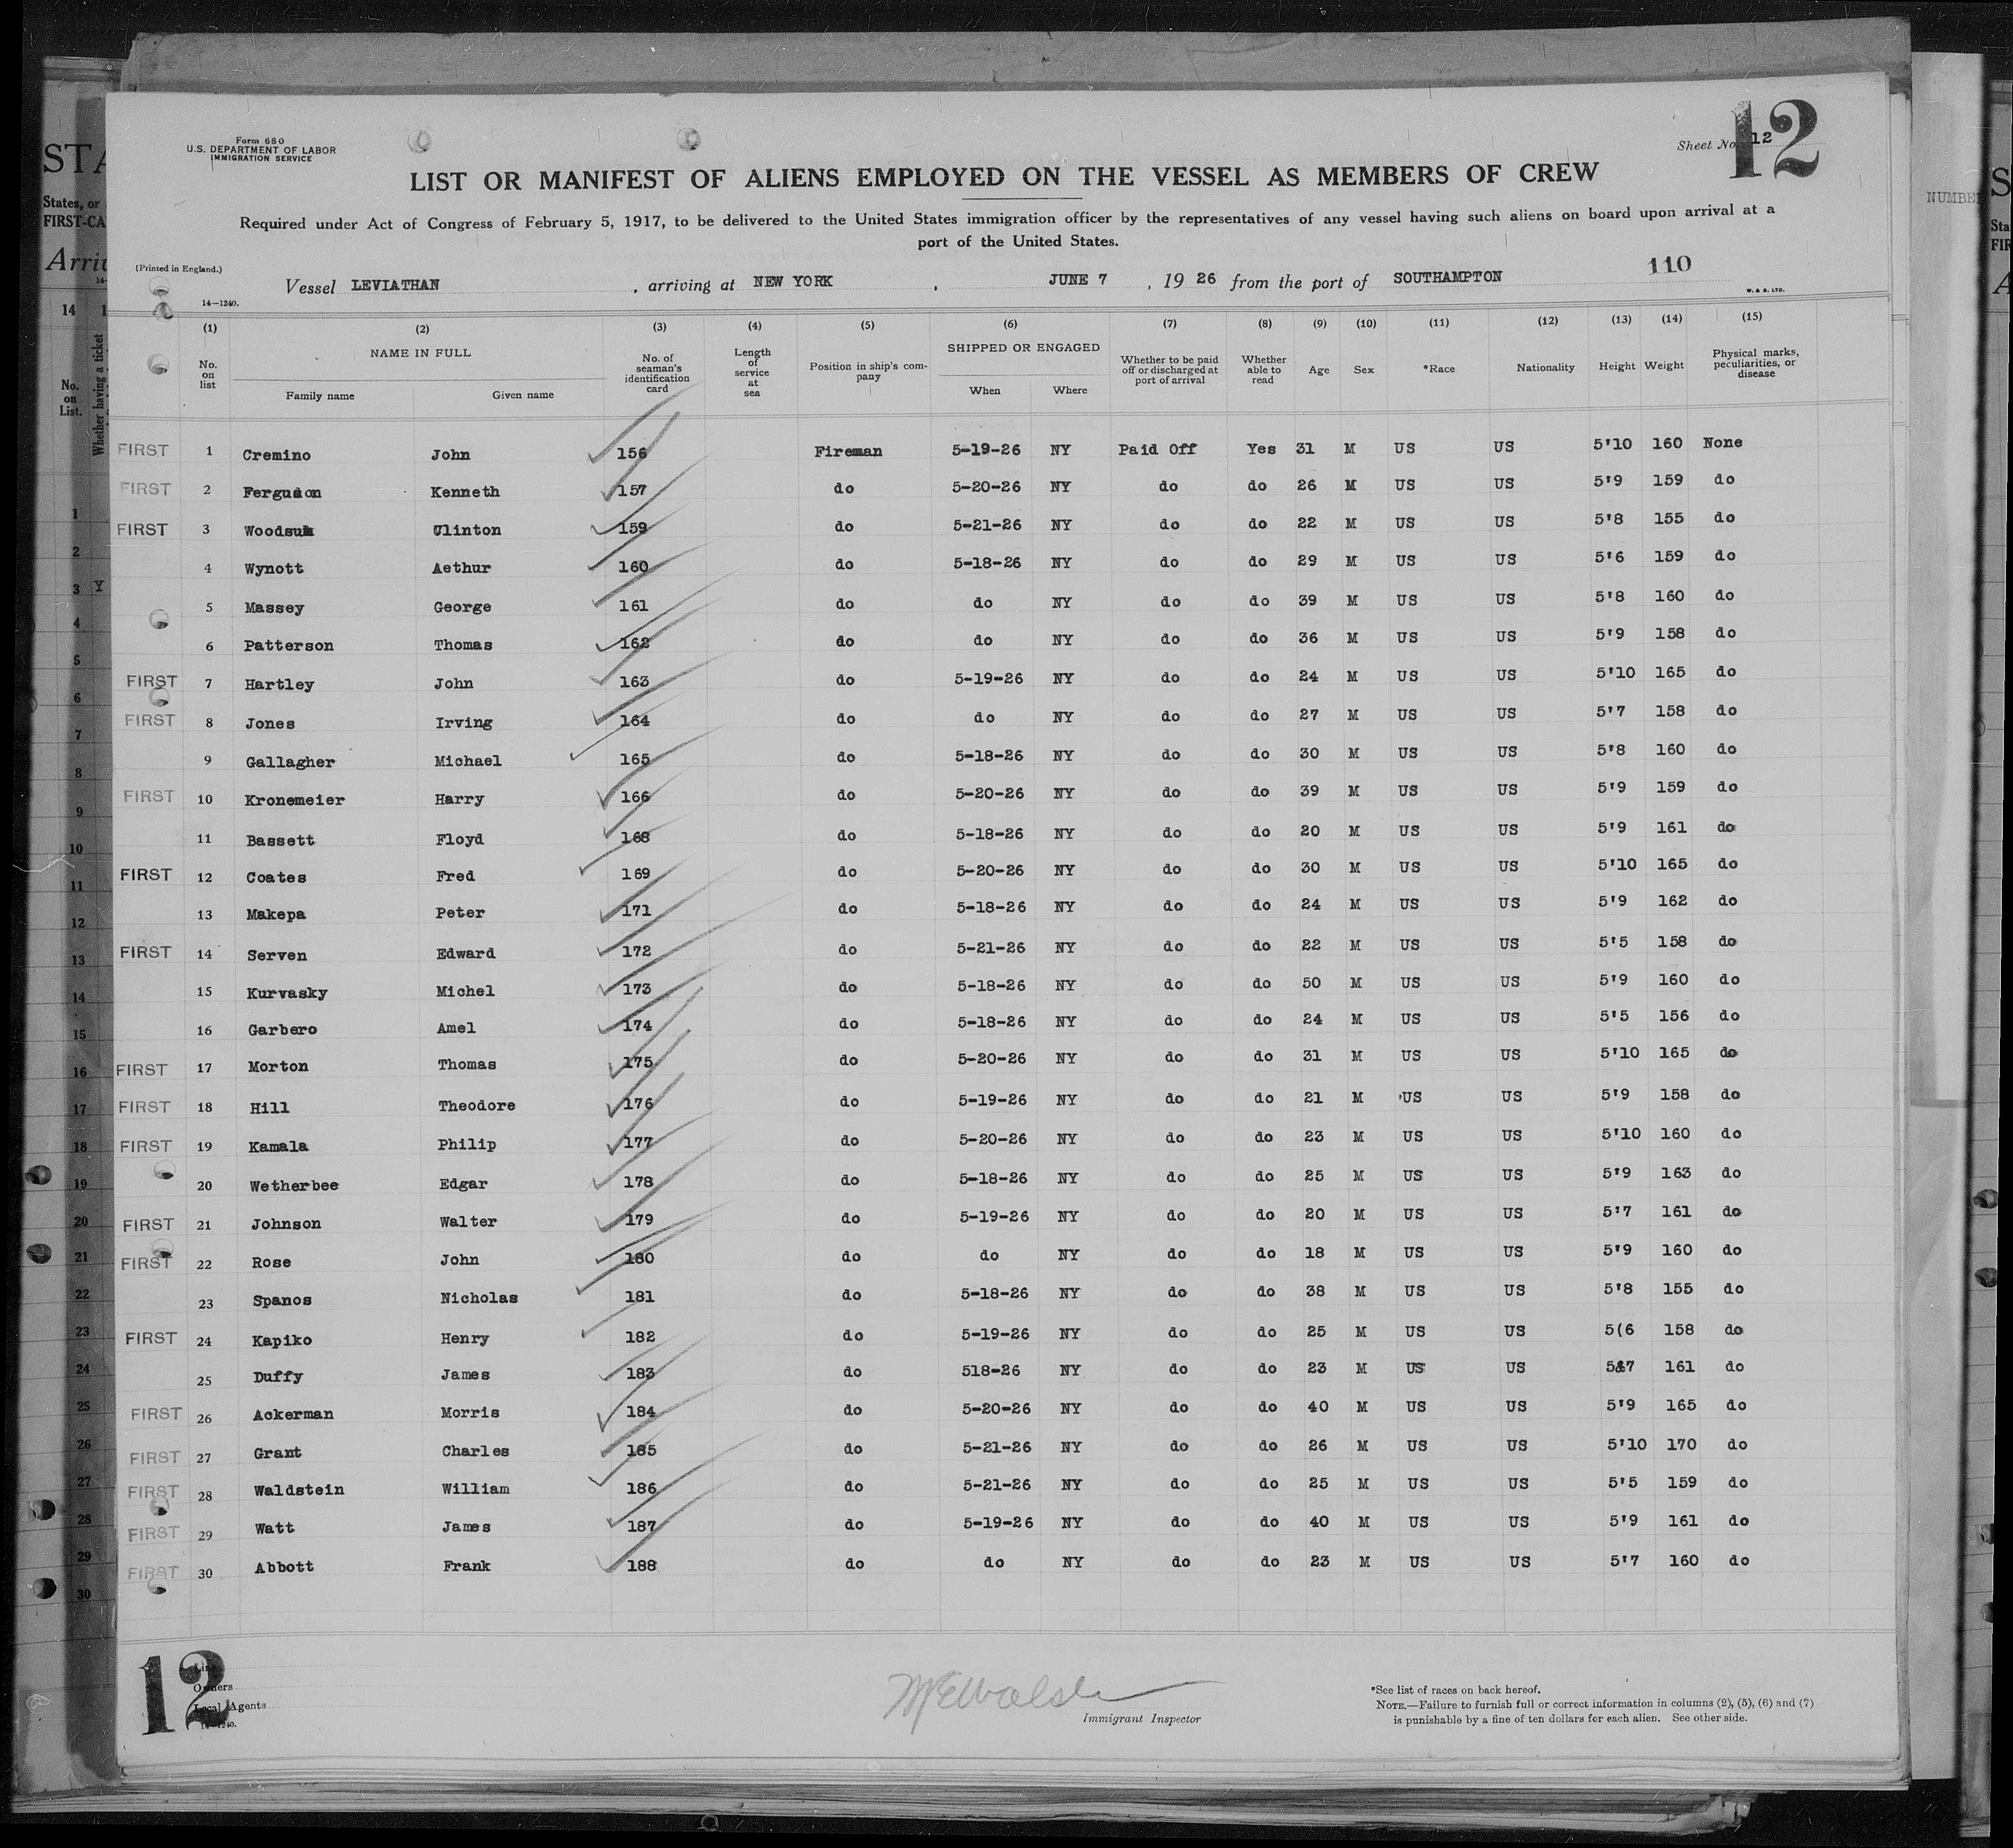 Form 680
U.S. DEPARTMENT OF LABOR
IMMIGRATION SERVICE
Sheet No. 12
12
LIST OR MANIFEST OF ALIENS EMPLOYED ON THE VESSEL AS MEMBERS OF CREW
Required under Act of Congress of February 5, 1917, to be delivered to the United States immigration officer by the representatives of any vessel having such aliens on board upon arrival at a
port of the United States.
(Printed in England.)
110
Vessel LEVIATHAN , arriving at NEW YORK , JUNE 7 , 19 26 from the port of SOUTHAMPTON
14—1240.
W. & S. LTD.
(1) (2) (3) (4) (5) (6) (7) (8) (9) (10) (11) (12) (13) (14) (15)
No. on list NAME IN FULL Family name Given name No. of seaman's identification card Length of service at sea Position in ship's company SHIPPED OR ENGAGED When Where Whether to be paid off or discharged at port of arrival Whether able to read Age Sex *Race Nationality Height Weight Physical marks, peculiarities, or disease
FIRST 1 Cremino John 156 Fireman 5-19-26 NY Paid Off Yes 31 M US US 5'10 160 None
FIRST 2 Ferguson Kenneth 157 do 5-20-26 NY do do 26 M US US 5'9 159 do
FIRST 3 Woodsum Clinton 159 do 5-21-26 NY do do 22 M US US 5'8 155 do
4 Wynott Aethur 160 do 5-18-26 NY do do 29 M US US 5'6 159 do
5 Massey George 161 do do NY do do 39 M US US 5'8 160 do
6 Patterson Thomas 162 do do NY do do 36 M US US 5'9 158 do
FIRST 7 Hartley John 163 do 5-19-26 NY do do 24 M US US 5'10 165 do
FIRST 8 Jones Irving 164 do do NY do do 27 M US US 5'7 158 do
9 Gallagher Michael 165 do 5-18-26 NY do do 30 M US US 5'8 160 do
FIRST 10 Kronemeier Harry 166 do 5-20-26 NY do do 39 M US US 5'9 159 do
11 Bassett Floyd 168 do 5-18-26 NY do do 20 M US US 5'9 161 do
FIRST 12 Coates Fred 169 do 5-20-26 NY do do 30 M US US 5'10 165 do
13 Makepa Peter 171 do 5-18-26 NY do do 24 M US US 5'9 162 do
FIRST 14 Serven Edward 172 do 5-21-26 NY do do 22 M US US 5'5 158 do
15 Kurvasky Michel 173 do 5-18-26 NY do do 50 M US US 5'9 160 do
16 Garbero Amel 174 do 5-18-26 NY do do 24 M US US 5'5 156 do
FIRST 17 Morton Thomas 175 do 5-20-26 NY do do 31 M US US 5'10 165 do
FIRST 18 Hill Theodore 176 do 5-19-26 NY do do 21 M US US 5'9 158 do
FIRST 19 Kamala Philip 177 do 5-20-26 NY do do 23 M US US 5'10 160 do
20 Wetherbee Edgar 178 do 5-18-26 NY do do 25 M US US 5'9 163 do
FIRST 21 Johnson Walter 179 do 5-19-26 NY do do 20 M US US 5'7 161 do
FIRST 22 Rose John 180 do do NY do do 18 M US US 5'9 160 do
23 Spanos Nicholas 181 do 5-18-26 NY do do 38 M US US 5'8 155 do
FIRST 24 Kapiko Henry 182 do 5-19-26 NY do do 25 M US US 5(6 158 do
25 Duffy James 183 do 518-26 NY do do 23 M US US 5&7 161 do
FIRST 26 Ackerman Morris 184 do 5-20-26 NY do do 40 M US US 5'9 165 do
FIRST 27 Grant Charles 185 do 5-21-26 NY do do 26 M US US 5'10 170 do
FIRST 28 Waldstein William 186 do 5-21-26 NY do do 25 M US US 5'5 159 do
FIRST 29 Watt James 187 do 5-19-26 NY do do 40 M US US 5'9 161 do
FIRST 30 Abbott Frank 188 do do NY do do 23 M US US 5'7 160 do
12
Owners
Local Agents
14—1240.
Immigrant Inspector
*See list of races on back hereof.
NOTE.—Failure to furnish full or correct information in columns (2), (5), (6) and (7)
is punishable by a fine of ten dollars for each alien. See other side.